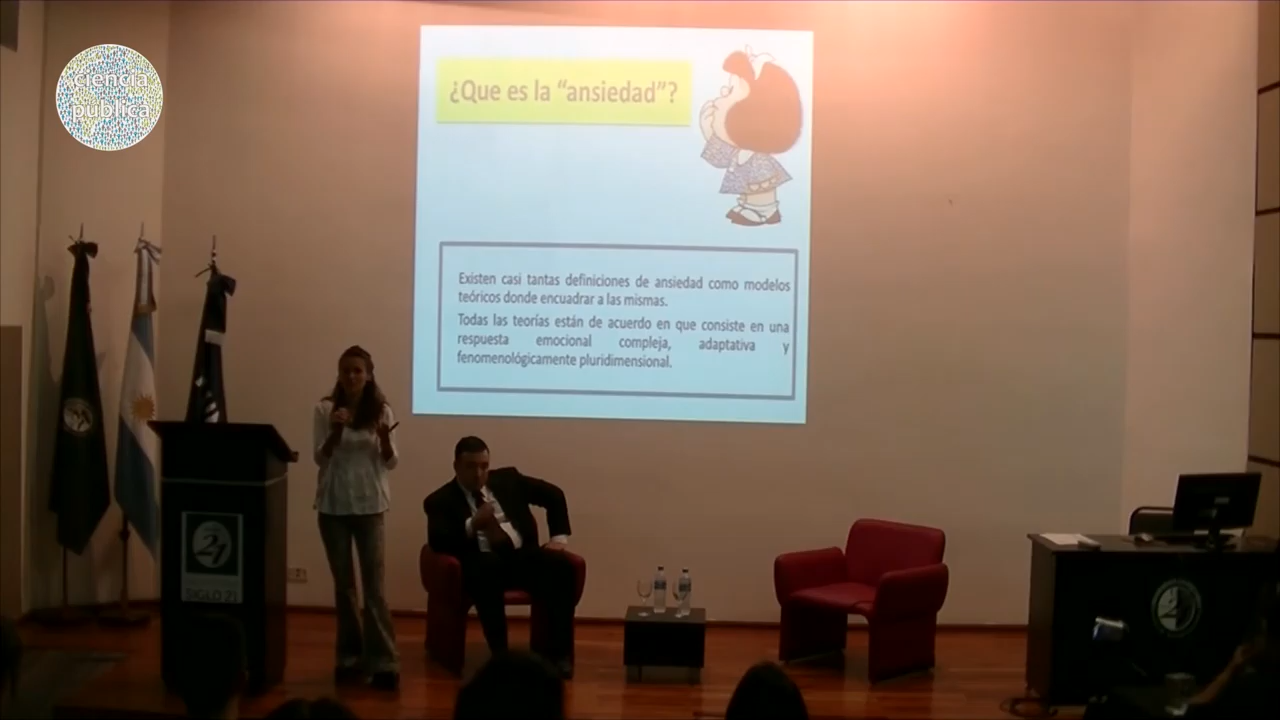 ciencia
pública
¿Que es la “ansiedad”?
Existen casi tantas definiciones de ansiedad como modelos
teóricos donde encuadrar a las mismas.
Todas las teorías están de acuerdo en que consiste en una
respuesta emocional compleja, adaptativa y
fenomenológicamente pluridimensional.
21
SIGLO 21